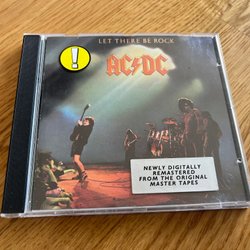 LET THERE BE ROCK
!
AC⚡DC
NEWLY DIGITALLY
REMASTERED
FROM THE ORIGINAL
MASTER TAPES